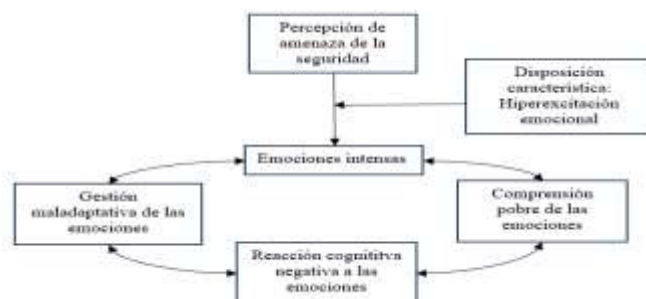 Percepción de
amenaza de la
seguridad
Disposición
característica:
Hiperexcitación
emocional
Emociones intensas
Gestión
maladaptativa de las
emociones
Comprensión
pobre de las
emociones
Reacción cognititva
negativa a las
emociones